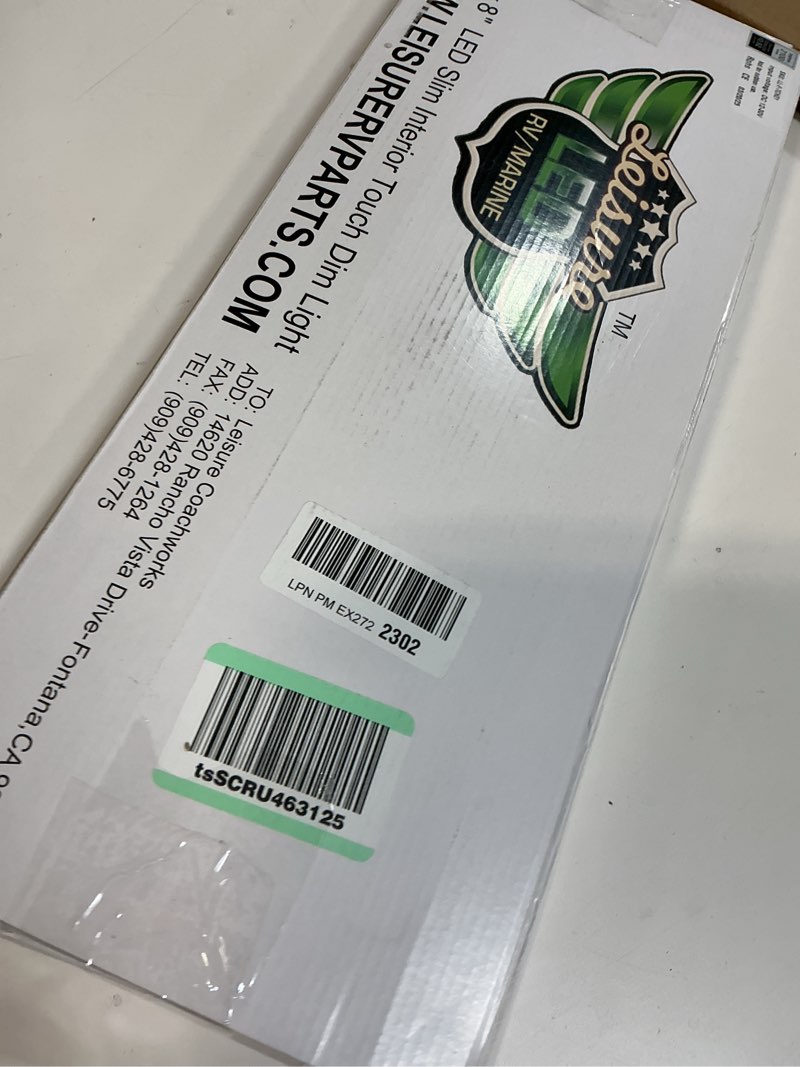 Leisure
LED
RV/MARINE
TM
8" LED Slim Interior Touch Dim Light
.LEISURERVPARTS.COM
TO: Leisure Coachworks
ADD: 14620 Rancho Vista Drive-Fontana,CA
FAX: (909)428-1264
TEL: (909)428-6775
LPN PM EX272 2302
tsSCRU463125